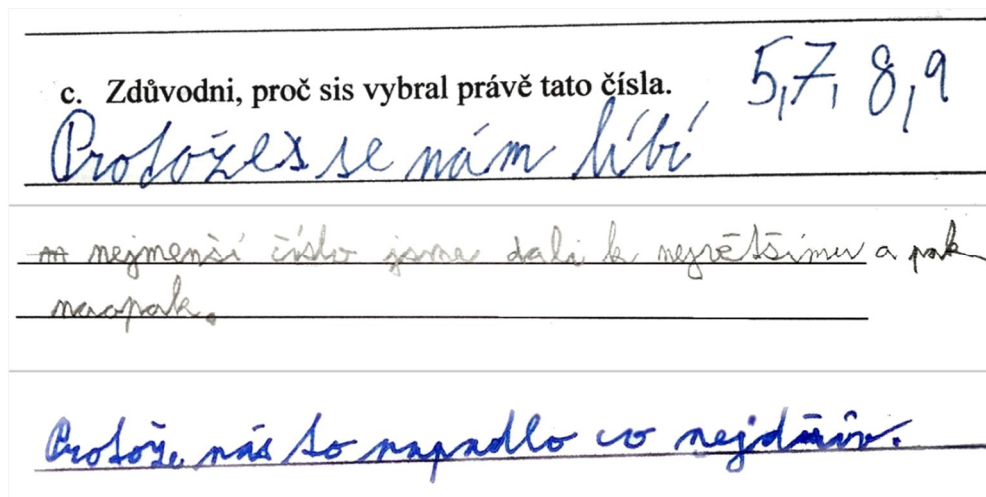 c. Zdůvodni, proč sis vybral právě tato čísla. 5,7, 8,9
Protože se nám líbí
nejmenší číslo jsme dali k největšímu a pak
naopak.
Protože nás to napadlo co